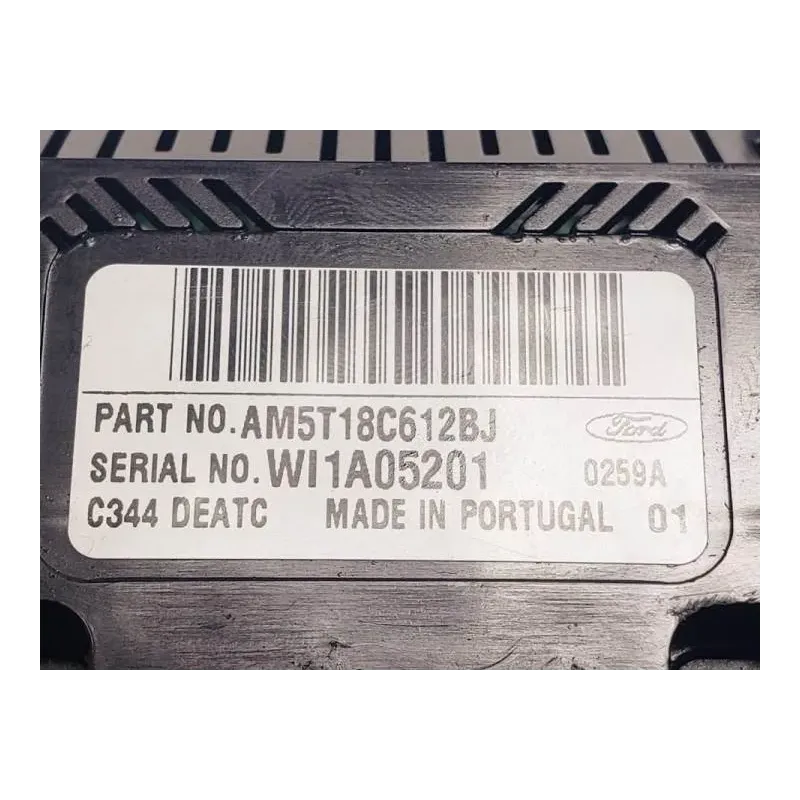 PART NO.AM5T18C612BJ Ford
SERIAL NO.WI1A05201 0259A
C344 DEATC MADE IN PORTUGAL 01